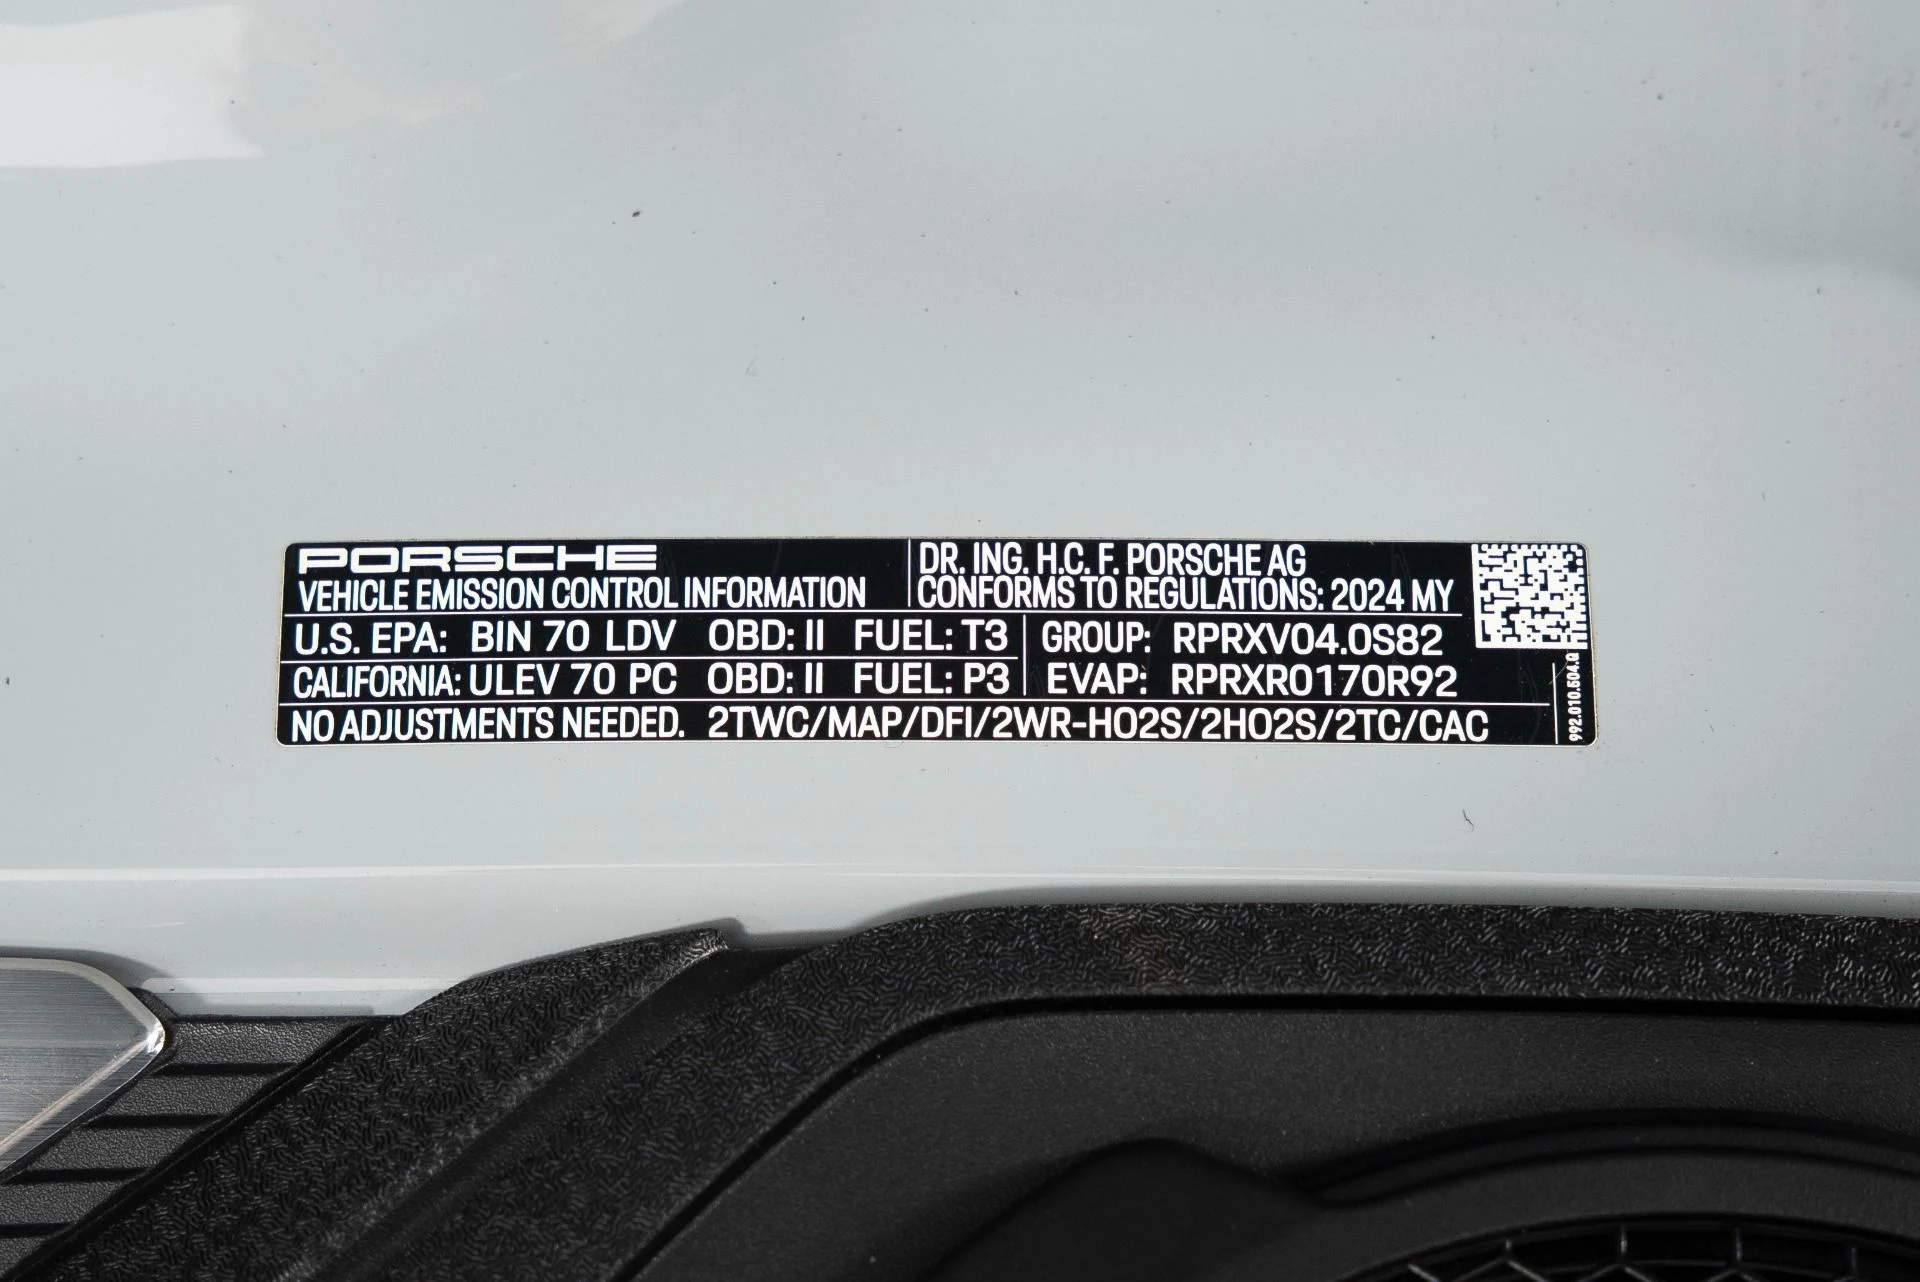 PORSCHE
VEHICLE EMISSION CONTROL INFORMATION
DR. ING. H.C. F. PORSCHE AG
CONFORMS TO REGULATIONS: 2024 MY
U.S. EPA: BIN 70 LDV OBD: II FUEL: T3
CALIFORNIA: ULEV 70 PC OBD: II FUEL: P3
GROUP: RPRXV04.0S82
EVAP: RPRXR0170R92
NO ADJUSTMENTS NEEDED. 2TWC/MAP/DFI/2WR-HO2S/2HO2S/2TC/CAC
992.010.504.Q